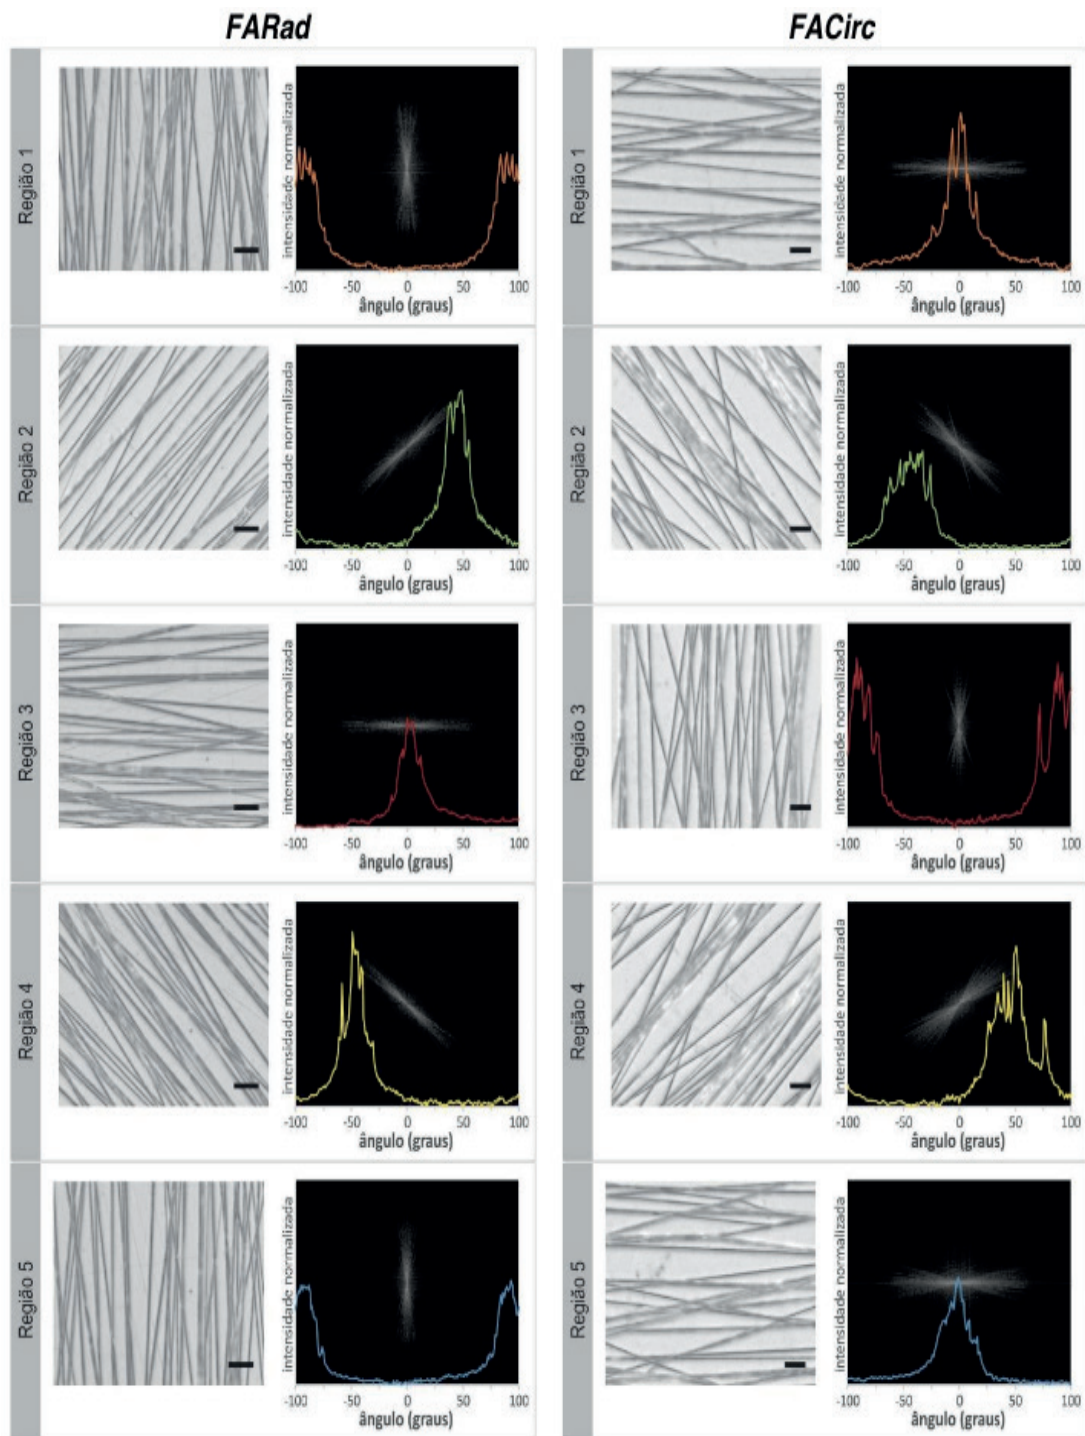 FARad
FACirc
Região 1
intensidade normalizada
-100 -50 0 50 100
ângulo (graus)
Região 1
intensidade normalizada
-100 -50 0 50 100
ângulo (graus)
Região 2
intensidade normalizada
-100 -50 0 50 100
ângulo (graus)
Região 2
intensidade normalizada
-100 -50 0 50 100
ângulo (graus)
Região 3
intensidade normalizada
-100 -50 0 50 100
ângulo (graus)
Região 3
intensidade normalizada
-100 -50 0 50 100
ângulo (graus)
Região 4
intensidade normalizada
-100 -50 0 50 100
ângulo (graus)
Região 4
intensidade normalizada
-100 -50 0 50 100
ângulo (graus)
Região 5
intensidade normalizada
-100 -50 0 50 100
ângulo (graus)
Região 5
intensidade normalizada
-100 -50 0 50 100
ângulo (graus)